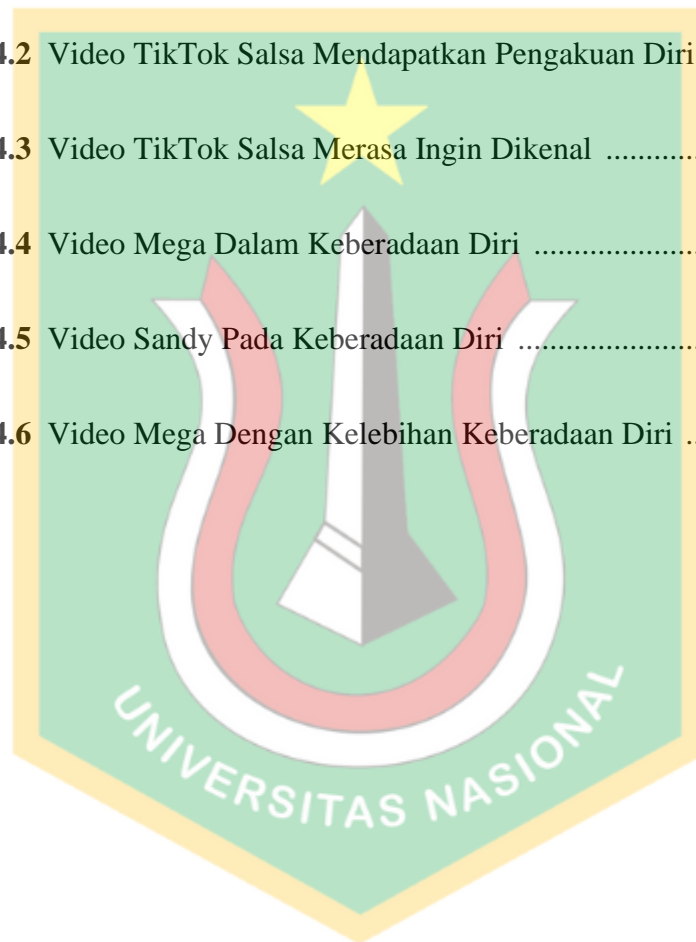 4.2 Video TikTok Salsa Mendapatkan Pengakuan Diri
4.3 Video TikTok Salsa Merasa Ingin Dikenal ............
4.4 Video Mega Dalam Keberadaan Diri ......................
4.5 Video Sandy Pada Keberadaan Diri ........................
4.6 Video Mega Dengan Kelebihan Keberadaan Diri ..
UNIVERSITAS NASIONAL